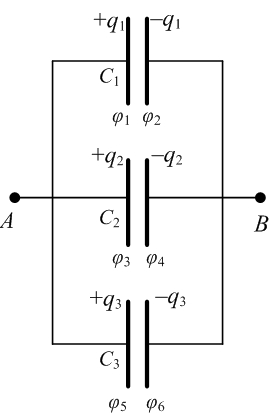 +q₁ –q₁
C₁
φ₁ φ₂
+q₂ –q₂
A C₂ B
φ₃ φ₄
+q₃ –q₃
C₃
φ₅ φ₆